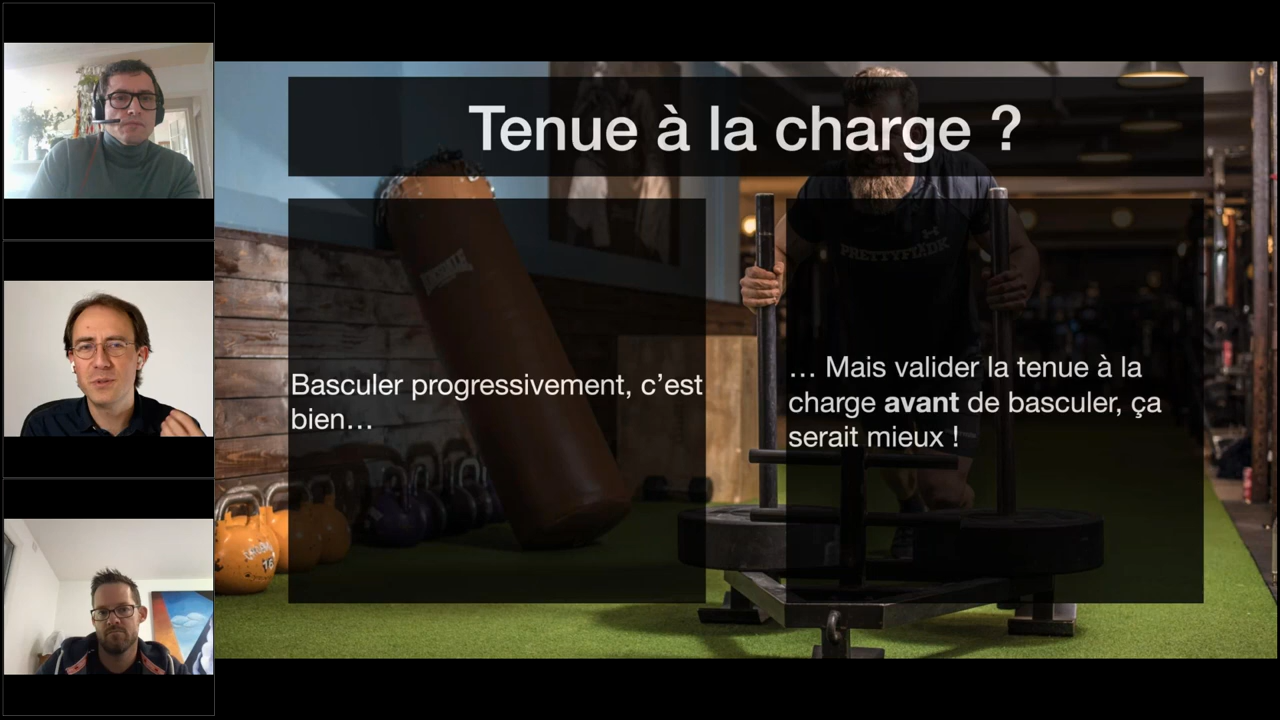 Tenue à la charge ?
Basculer progressivement, c’est
bien…
… Mais valider la tenue à la
charge avant de basculer, ça
serait mieux !
16